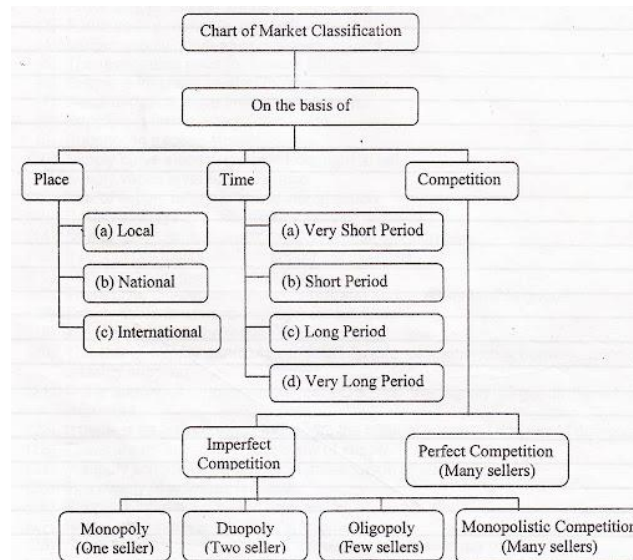 Chart of Market Classification
On the basis of
Place
Time
Competition
(a) Local
(b) National
(c) International
(a) Very Short Period
(b) Short Period
(c) Long Period
(d) Very Long Period
Imperfect
Competition
Perfect Competition
(Many sellers)
Monopoly
(One seller)
Duopoly
(Two seller)
Oligopoly
(Few sellers)
Monopolistic Competition
(Many sellers)